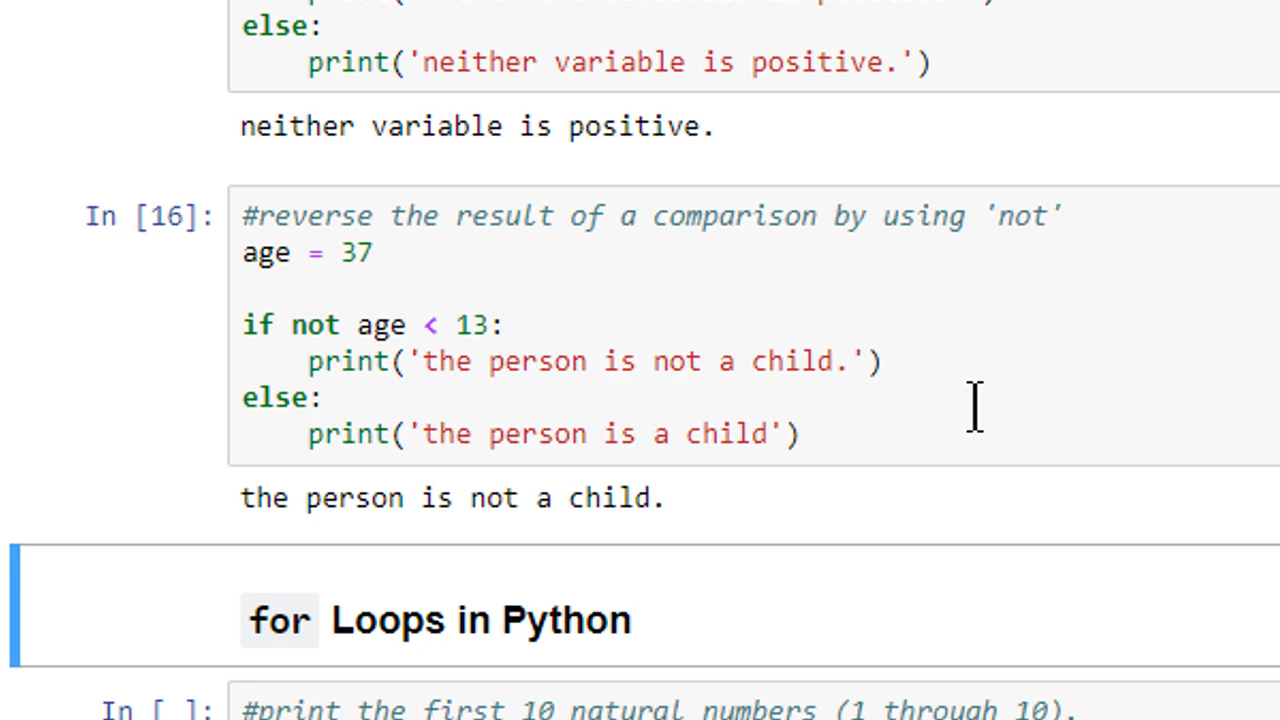 else:
print('neither variable is positive.')
neither variable is positive.
In [16]: #reverse the result of a comparison by using 'not'
age = 37
if not age < 13:
print('the person is not a child.')
else:
print('the person is a child')
the person is not a child.
for Loops in Python
In [ ]: #print the first 10 natural numbers (1 through 10).